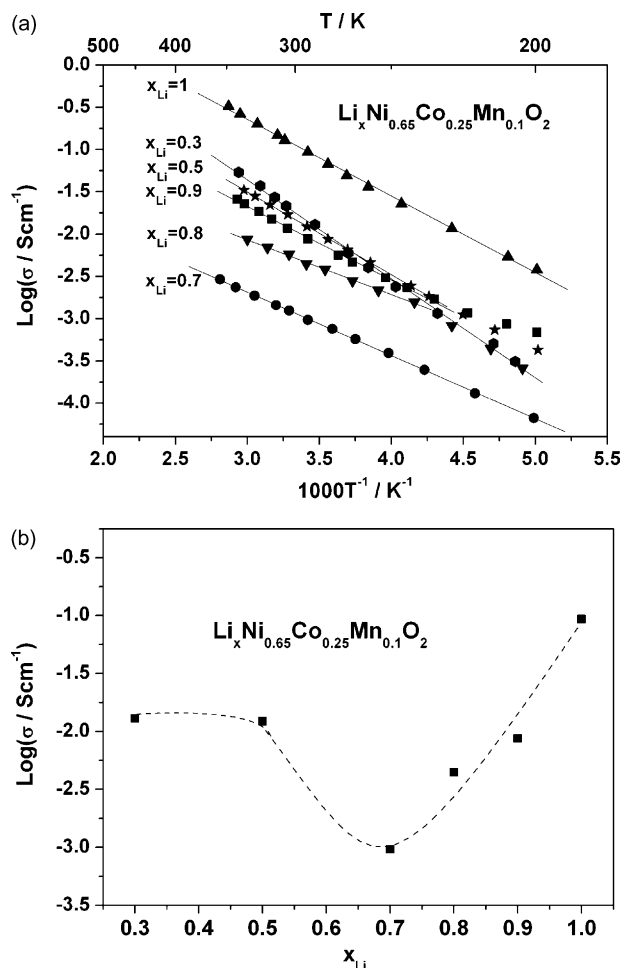 (a)
T / K
500 400 300 200
0.0
-0.5
-1.0
-1.5
-2.0
-2.5
-3.0
-3.5
-4.0
Log(σ / Scm⁻¹)
LiₓNi₀.₆₅Co₀.₂₅Mn₀.₁O₂
x_Li=1
x_Li=0.3
x_Li=0.5
x_Li=0.9
x_Li=0.8
x_Li=0.7
2.0 2.5 3.0 3.5 4.0 4.5 5.0 5.5
1000T⁻¹ / K⁻¹
(b)
-0.5
-1.0
-1.5
-2.0
-2.5
-3.0
-3.5
Log(σ / Scm⁻¹)
LiₓNi₀.₆₅Co₀.₂₅Mn₀.₁O₂
0.3 0.4 0.5 0.6 0.7 0.8 0.9 1.0
x_Li